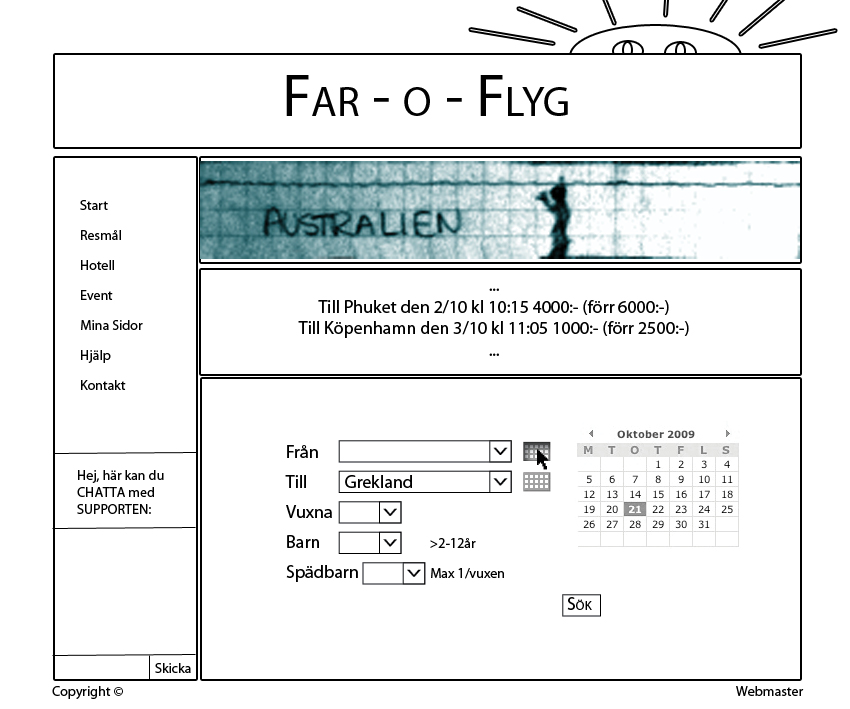 FAR - O - FLYG
Start
Resmål
Hotell
Event
Mina Sidor
Hjälp
Kontakt
Hej, här kan du
CHATTA med
SUPPORTEN:
Skicka
AUSTRALIEN
...
Till Phuket den 2/10 kl 10:15 4000:- (förr 6000:-)
Till Köpenhamn den 3/10 kl 11:05 1000:- (förr 2500:-)
...
Från
Till Grekland
Vuxna
Barn >2-12år
Spädbarn Max 1/vuxen
Oktober 2009
M T O T F L S
1 2 3 4
5 6 7 8 9 10 11
12 13 14 15 16 17 18
19 20 21 22 23 24 25
26 27 28 29 30 31
SÖK
Copyright ©
Webmaster